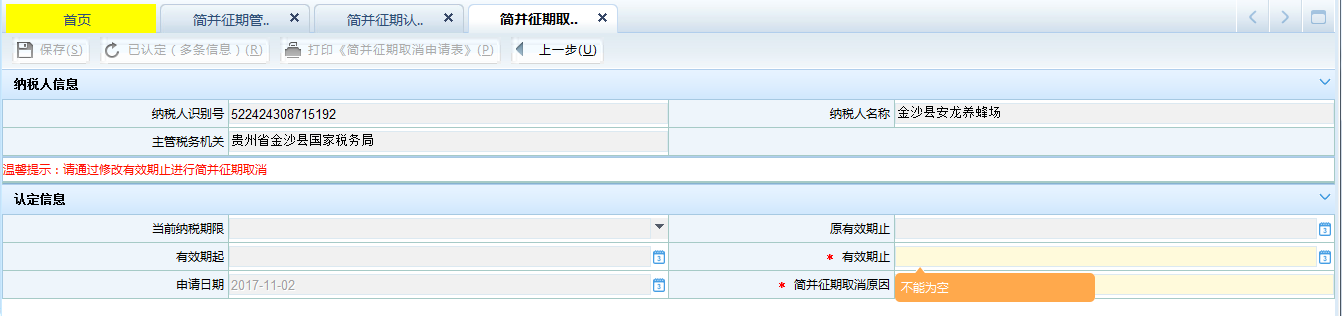 首页 简并征期管.. 简并征期认.. 简并征期取..
保存(S) 已认定（多条信息）(R) 打印《简并征期取消申请表》(P) 上一步(U)
纳税人信息
纳税人识别号 522424308715192 纳税人名称 金沙县安龙养蜂场
主管税务机关 贵州省金沙县国家税务局
温馨提示：请通过修改有效期止进行简并征期取消
认定信息
当前纳税期限 原有效期止
有效期起 * 有效期止
申请日期 2017-11-02 * 简并征期取消原因 不能为空